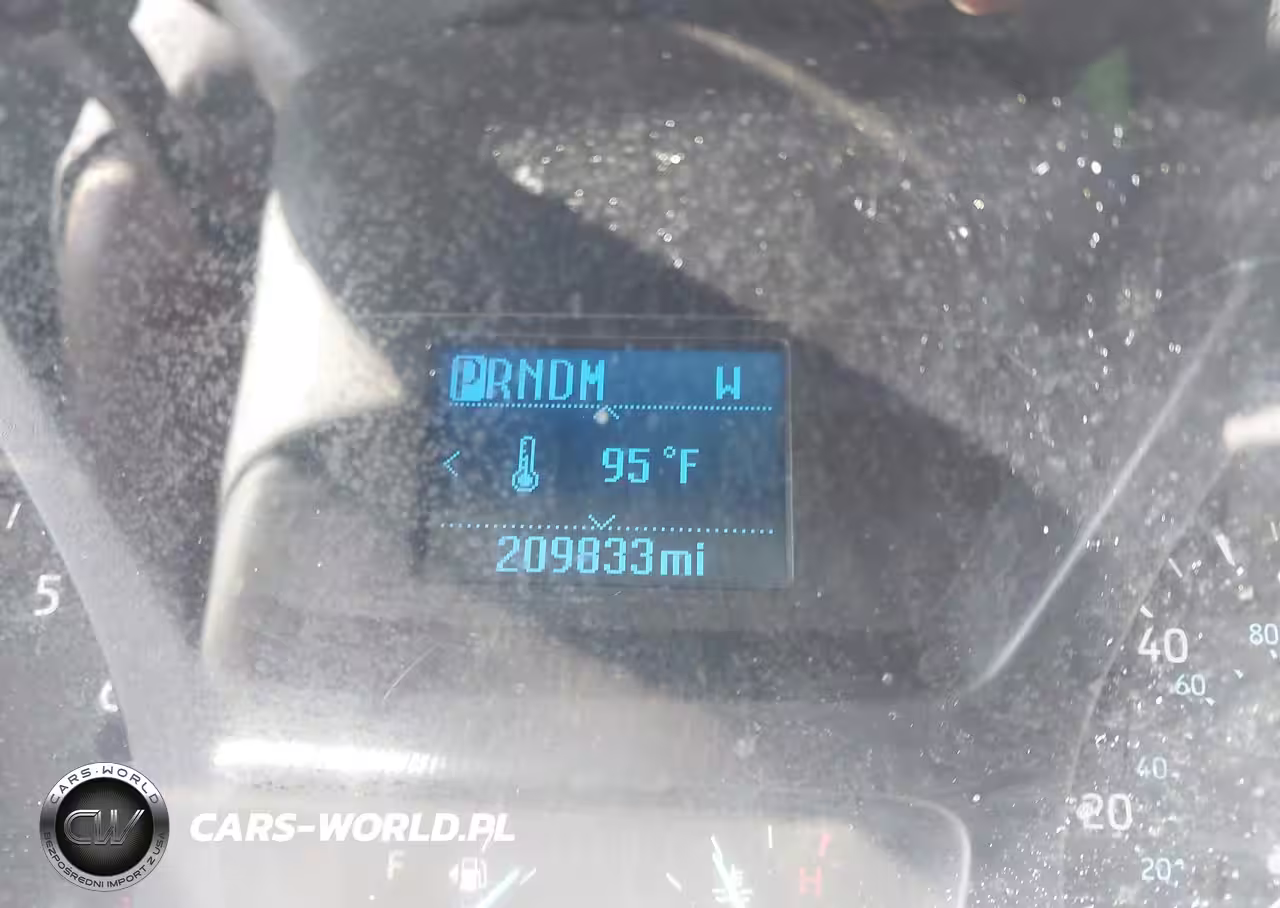 PRNDM W
< 95°F
209833mi
5
6
40
80
60
40
20
20
F
H
CARS-WORLD
CW
BEZPOŚREDNI IMPORT Z USA
CARS-WORLD.PL